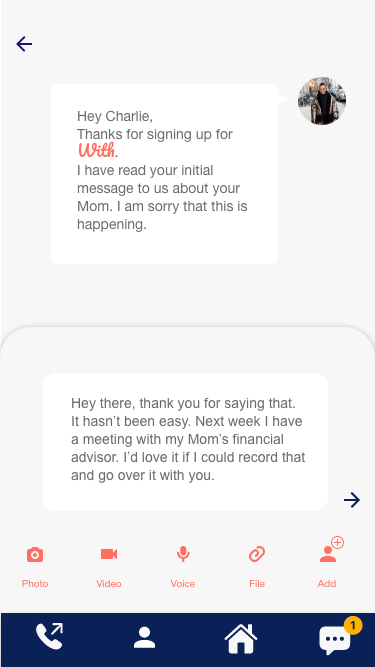 Hey Charlie,
Thanks for signing up for
With.
I have read your initial
message to us about your
Mom. I am sorry that this is
happening.
Hey there, thank you for saying that.
It hasn't been easy. Next week I have
a meeting with my Mom's financial
advisor. I'd love it if I could record that
and go over it with you.
Photo
Video
Voice
File
Add
1